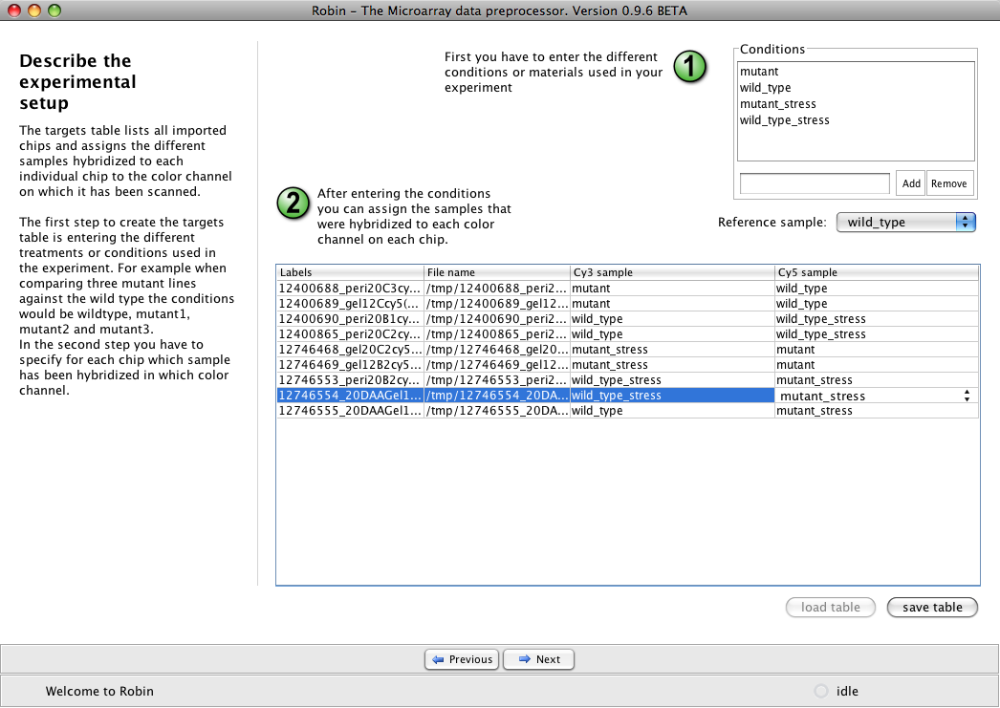 Robin - The Microarray data preprocessor. Version 0.9.6 BETA
Describe the
experimental
setup
The targets table lists all imported
chips and assigns the different
samples hybridized to each
individual chip to the color channel
on which it has been scanned.
The first step to create the targets
table is entering the different
treatments or conditions used in
the experiment. For example when
comparing three mutant lines
against the wild type the conditions
would be wildtype, mutant1,
mutant2 and mutant3.
In the second step you have to
specify for each chip which sample
has been hybridized in which color
channel.
First you have to enter the different
conditions or materials used in your
experiment
1
Conditions
mutant
wild_type
mutant_stress
wild_type_stress
Add Remove
2
After entering the conditions
you can assign the samples that
were hybridized to each color
channel on each chip.
Reference sample: wild_type
Labels File name Cy3 sample Cy5 sample
12400688_peri20C3cy... /tmp/12400688_peri2... mutant wild_type
12400689_gel12Ccy5(... /tmp/12400689_gel12... mutant wild_type
12400690_peri20B1cy... /tmp/12400690_peri2... wild_type wild_type_stress
12400865_peri20C2cy... /tmp/12400865_peri2... wild_type wild_type_stress
12746468_gel20C2cy5... /tmp/12746468_gel20... mutant_stress mutant
12746469_gel12B2cy5... /tmp/12746469_gel12... mutant_stress mutant
12746553_peri20B2cy... /tmp/12746553_peri2... wild_type_stress mutant_stress
12746554_20DAAGel1... /tmp/12746554_20DA... wild_type_stress mutant_stress
12746555_20DAAGel1... /tmp/12746555_20DA... wild_type mutant_stress
load table save table
Previous Next
Welcome to Robin idle